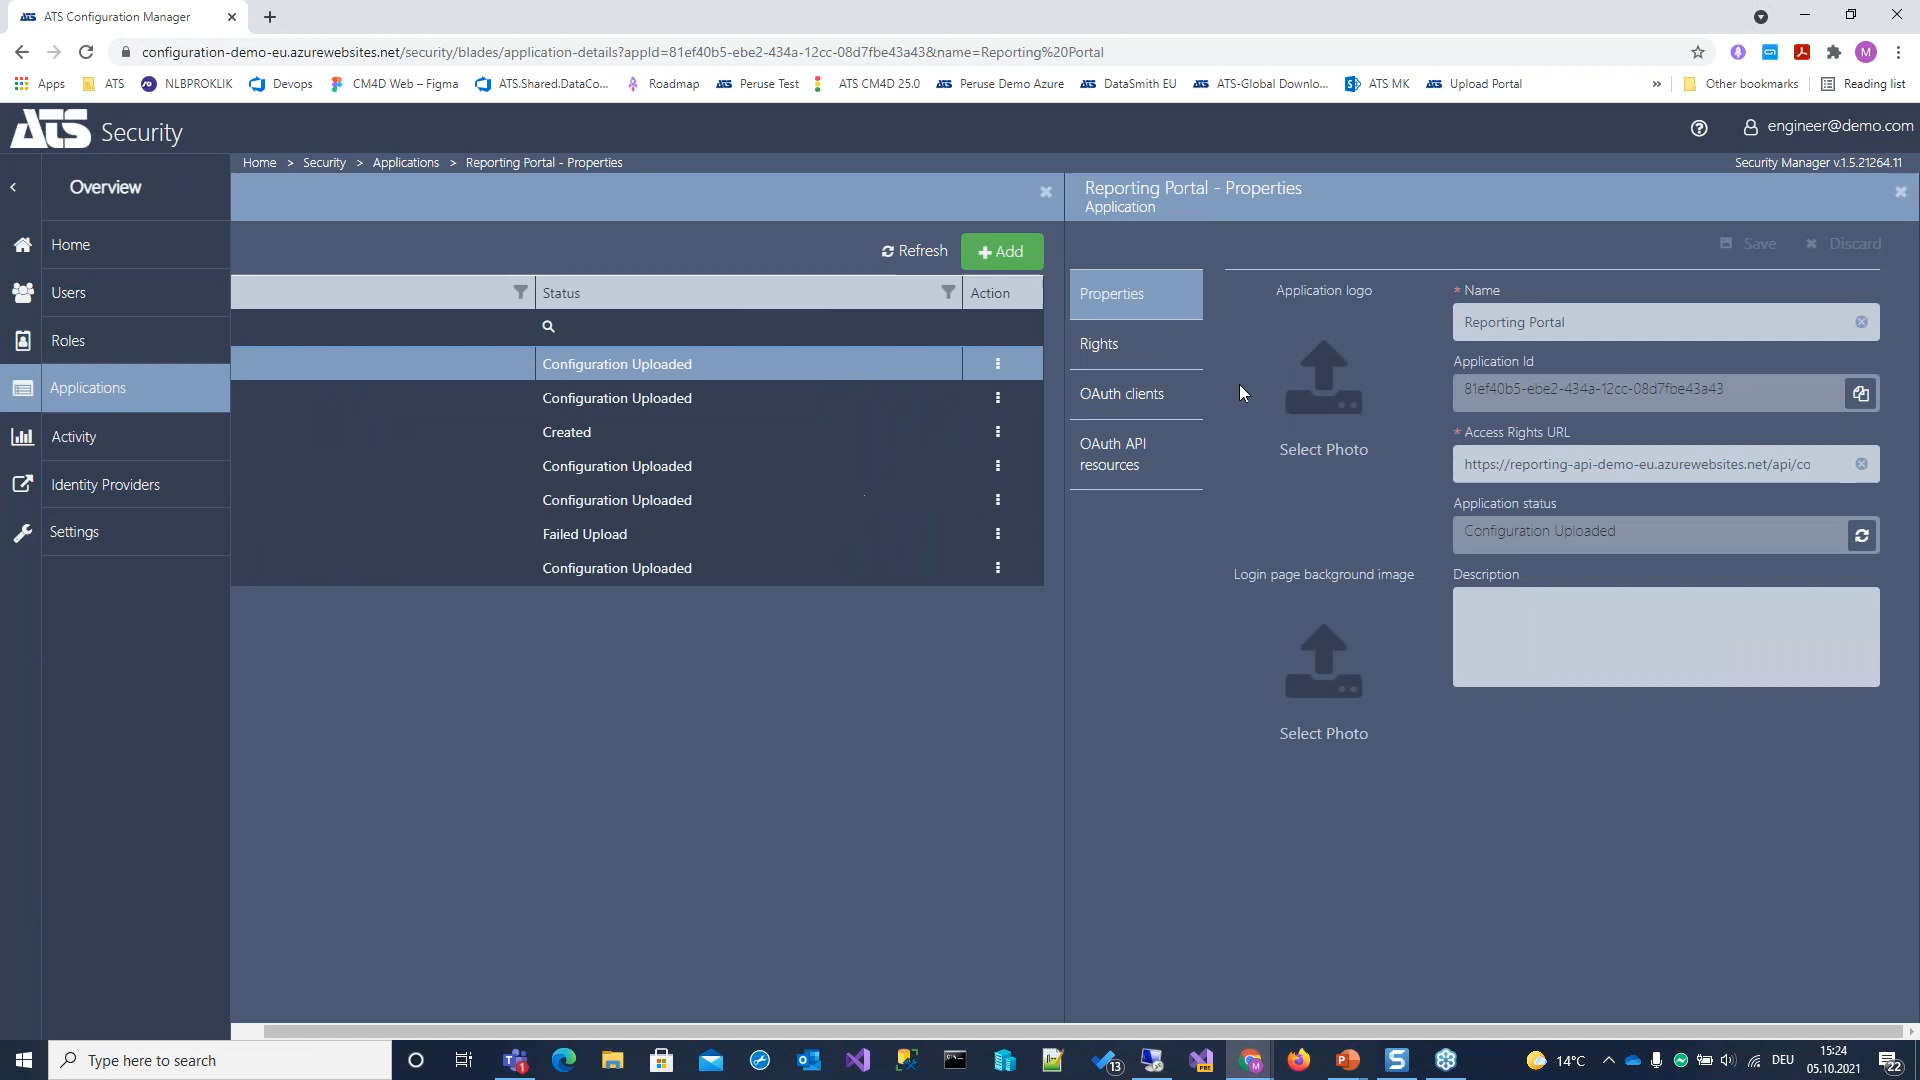 ATS Configuration Manager
configuration-demo-eu.azurewebsites.net/security/blades/application-details?appId=81ef40b5-ebe2-434a-12cc-08d7fbe43a43&name=Reporting%20Portal
M
Apps ATS NLBPROKLIK Devops CM4D Web – Figma ATS.Shared.DataCo... Roadmap Peruse Test ATS CM4D 25.0 Peruse Demo Azure DataSmith EU ATS-Global Downlo... ATS MK Upload Portal » Other bookmarks Reading list
ATS Security
engineer@demo.com
Home > Security > Applications > Reporting Portal - Properties
Security Manager v.1.5.21264.11
Overview
Home
Users
Roles
Applications
Activity
Identity Providers
Settings
Refresh
Add
Status Action
Configuration Uploaded
Configuration Uploaded
Created
Configuration Uploaded
Configuration Uploaded
Failed Upload
Configuration Uploaded
Reporting Portal - Properties
Application
Save Discard
Properties
Rights
OAuth clients
OAuth API
resources
Application logo
Select Photo
Login page background image
Select Photo
* Name
Reporting Portal
Application Id
81ef40b5-ebe2-434a-12cc-08d7fbe43a43
* Access Rights URL
https://reporting-api-demo-eu.azurewebsites.net/api/co
Application status
Configuration Uploaded
Description
Type here to search
1
13
PRE
M
14°C
DEU
15:24
05.10.2021
22